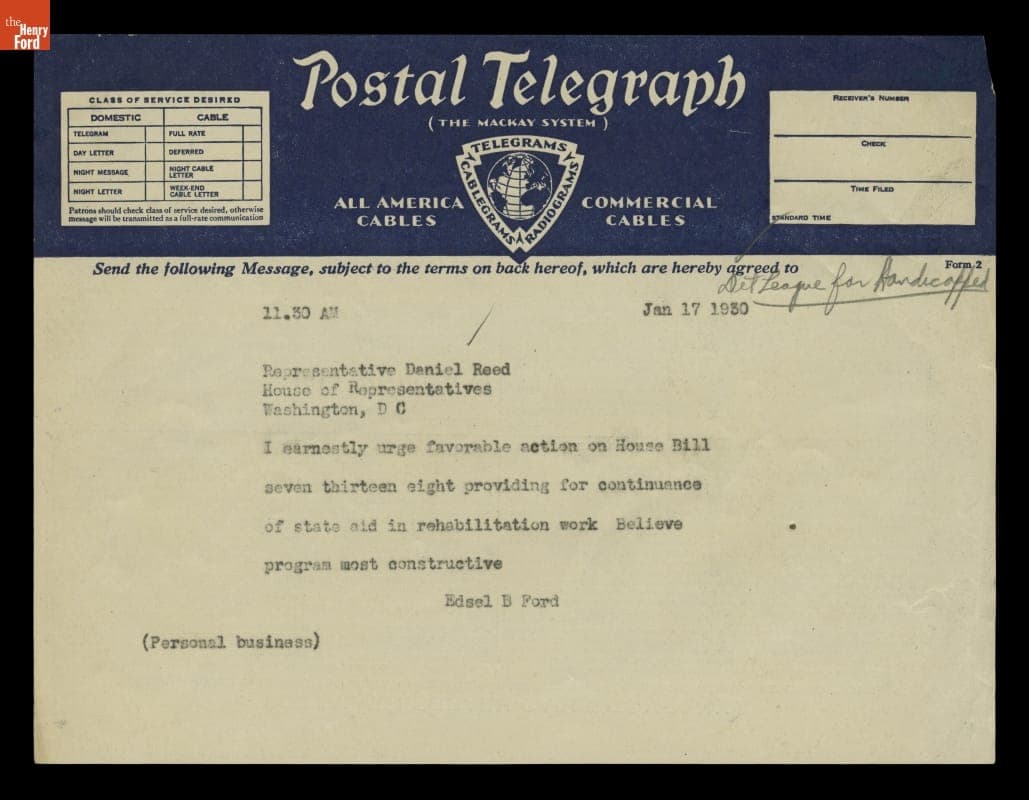 the
Henry
Ford
Postal Telegraph
(THE MACKAY SYSTEM)
CLASS OF SERVICE DESIRED
DOMESTIC CABLE
TELEGRAM FULL RATE
DAY LETTER DEFERRED
NIGHT MESSAGE NIGHT CABLE LETTER
NIGHT LETTER WEEK-END CABLE LETTER
Patrons should check class of service desired, otherwise
message will be transmitted as a full-rate communication
TELEGRAMS
CABLEGRAMS
RADIOGRAMS
ALL AMERICA
CABLES
COMMERCIAL
CABLES
RECEIVER'S NUMBER
CHECK
TIME FILED
STANDARD TIME
Send the following Message, subject to the terms on back hereof, which are hereby agreed to
Form 2
Det League for Handicapped
11.30 AM Jan 17 1930
Representative Daniel Reed
House of Representatives
Washington, D C
I earnestly urge favorable action on House Bill
seven thirteen eight providing for continuance
of state aid in rehabilitation work Believe
program most constructive
Edsel B Ford
(Personal business)